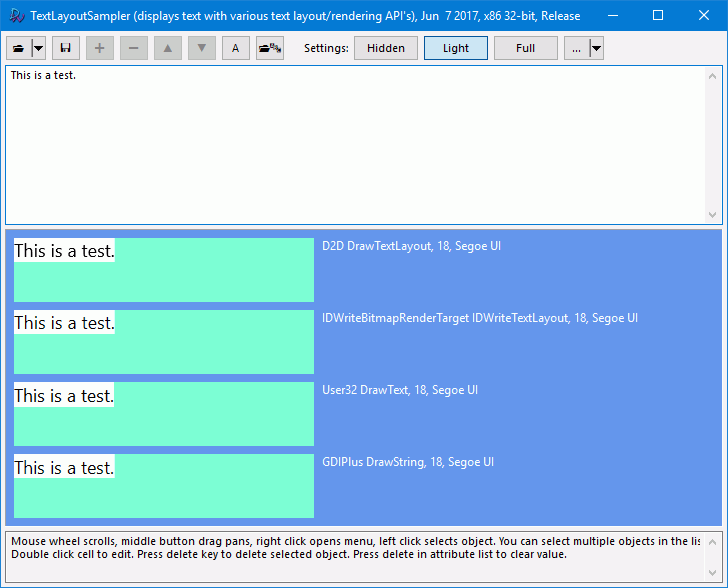 TextLayoutSampler (displays text with various text layout/rendering API's), Jun 7 2017, x86 32-bit, Release
A Settings: Hidden Light Full ...
This is a test.
This is a test. D2D DrawTextLayout, 18, Segoe UI
This is a test. IDWriteBitmapRenderTarget IDWriteTextLayout, 18, Segoe UI
This is a test. User32 DrawText, 18, Segoe UI
This is a test. GDIPlus DrawString, 18, Segoe UI
Mouse wheel scrolls, middle button drag pans, right click opens menu, left click selects object. You can select multiple objects in the lis
Double click cell to edit. Press delete key to delete selected object. Press delete in attribute list to clear value.